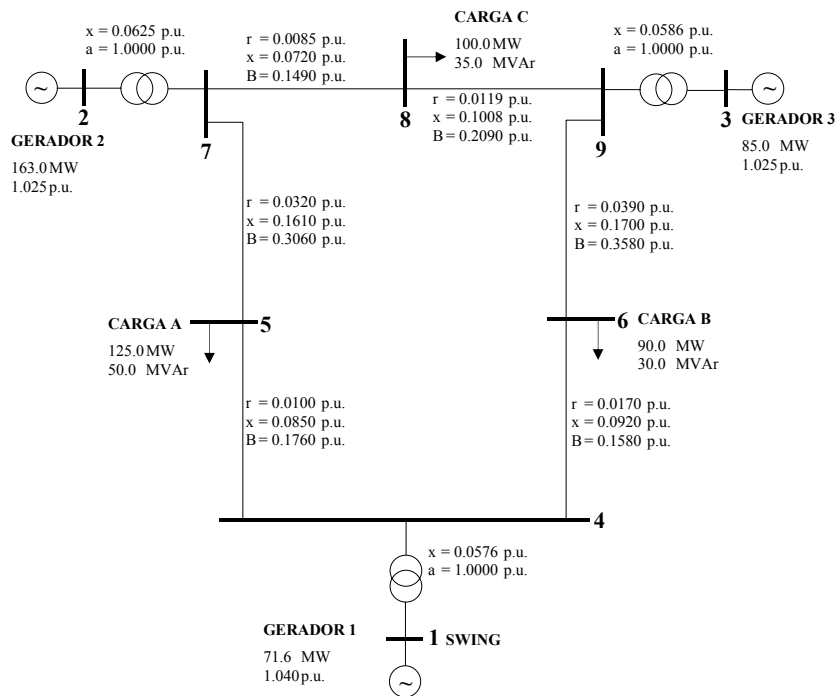 x = 0.0625 p.u.
a = 1.0000 p.u.
~
2
GERADOR 2
163.0 MW
1.025 p.u.
7
r = 0.0085 p.u.
x = 0.0720 p.u.
B = 0.1490 p.u.
CARGA C
100.0 MW
35.0 MVAr
8
r = 0.0119 p.u.
x = 0.1008 p.u.
B = 0.2090 p.u.
x = 0.0586 p.u.
a = 1.0000 p.u.
9
3
~
GERADOR 3
85.0 MW
1.025 p.u.
r = 0.0320 p.u.
x = 0.1610 p.u.
B = 0.3060 p.u.
r = 0.0390 p.u.
x = 0.1700 p.u.
B = 0.3580 p.u.
CARGA A
125.0 MW
50.0 MVAr
5
6
CARGA B
90.0 MW
30.0 MVAr
r = 0.0100 p.u.
x = 0.0850 p.u.
B = 0.1760 p.u.
r = 0.0170 p.u.
x = 0.0920 p.u.
B = 0.1580 p.u.
4
x = 0.0576 p.u.
a = 1.0000 p.u.
GERADOR 1
71.6 MW
1.040 p.u.
1 SWING
~